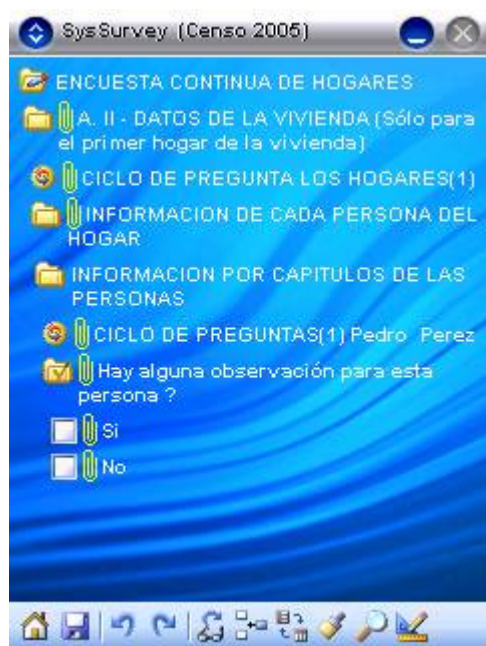 SysSurvey (Censo 2005)
ENCUESTA CONTINUA DE HOGARES
A. II - DATOS DE LA VIVIENDA (Sólo para
el primer hogar de la vivienda)
CICLO DE PREGUNTA LOS HOGARES(1)
INFORMACION DE CADA PERSONA DEL
HOGAR
INFORMACION POR CAPITULOS DE LAS
PERSONAS
CICLO DE PREGUNTAS(1) Pedro Perez
Hay alguna observación para esta
persona ?
Si
No